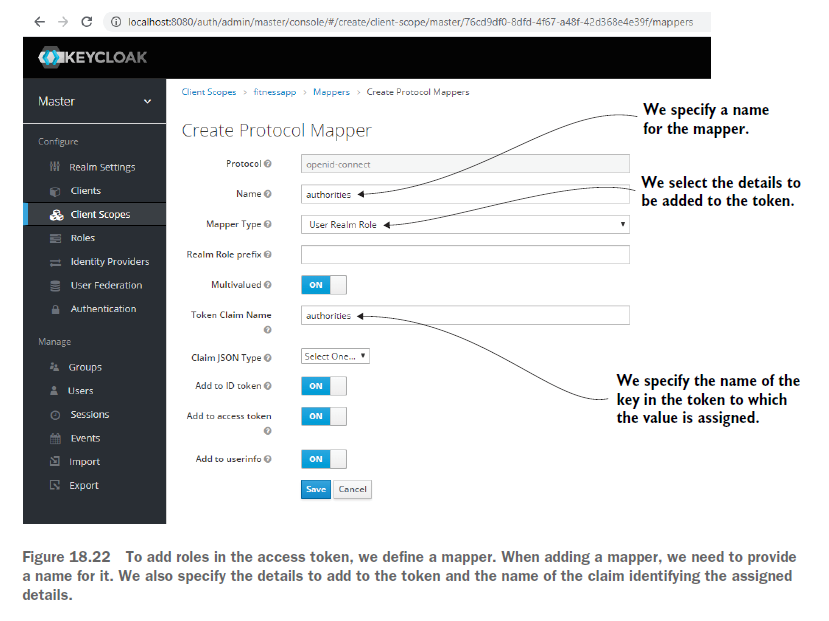 localhost:8080/auth/admin/master/console/#/create/client-scope/master/76cd9df0-8dfd-4f67-a48f-42d368e4e39f/mappers
KEYCLOAK
Master
Configure
Realm Settings
Clients
Client Scopes
Roles
Identity Providers
User Federation
Authentication
Manage
Groups
Users
Sessions
Events
Import
Export
Client Scopes > fitnessapp > Mappers > Create Protocol Mappers
Create Protocol Mapper
Protocol
openid-connect
Name
authorities
Mapper Type
User Realm Role
Realm Role prefix
Multivalued
ON
Token Claim Name
authorities
Claim JSON Type
Select One...
Add to ID token
ON
Add to access token
ON
Add to userinfo
ON
Save
Cancel
We specify a name
for the mapper.
We select the details to
be added to the token.
We specify the name of the
key in the token to which
the value is assigned.
Figure 18.22 To add roles in the access token, we define a mapper. When adding a mapper, we need to provide
a name for it. We also specify the details to add to the token and the name of the claim identifying the assigned
details.